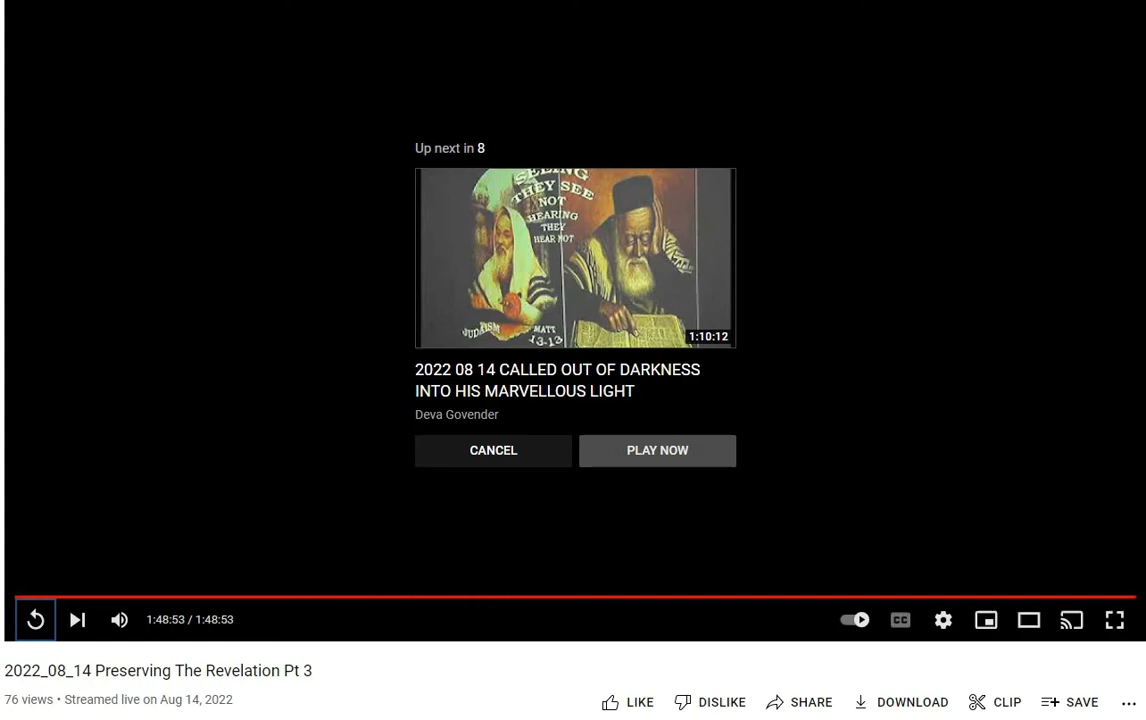 Up next in 8
SEEING
THEY SEE
NOT
HEARING
THEY
HEAR NOT
JUDAISM
MATT
13-13
1:10:12
2022 08 14 CALLED OUT OF DARKNESS
INTO HIS MARVELLOUS LIGHT
Deva Govender
CANCEL
PLAY NOW
1:48:53 / 1:48:53
CC
2022_08_14 Preserving The Revelation Pt 3
76 views • Streamed live on Aug 14, 2022
LIKE
DISLIKE
SHARE
DOWNLOAD
CLIP
SAVE